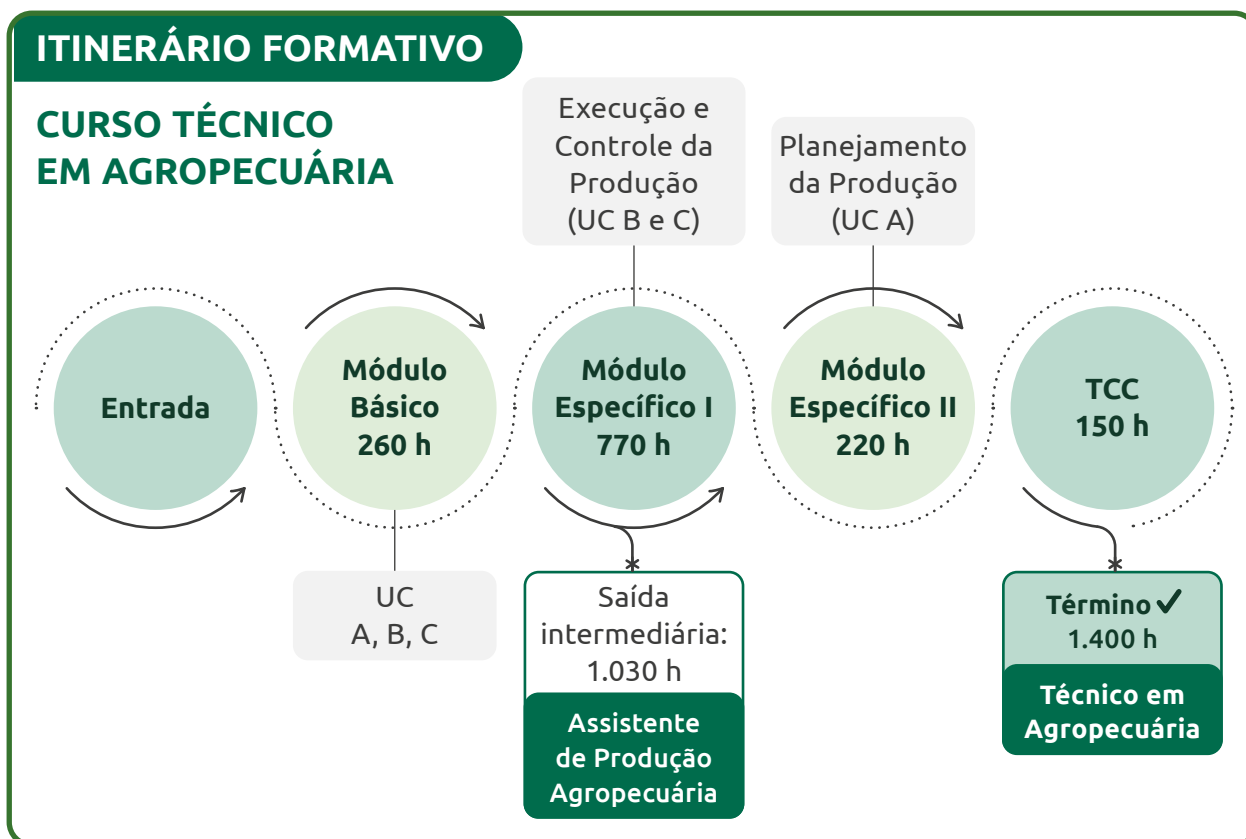 ITINERÁRIO FORMATIVO
CURSO TÉCNICO
EM AGROPECUÁRIA
Execução e
Controle da
Produção
(UC B e C)
Planejamento
da Produção
(UC A)
Entrada
Módulo
Básico
260 h
Módulo
Específico I
770 h
Módulo
Específico II
220 h
TCC
150 h
UC
A, B, C
Saída
intermediária:
1.030 h
Assistente
de Produção
Agropecuária
Término ✓
1.400 h
Técnico em
Agropecuária